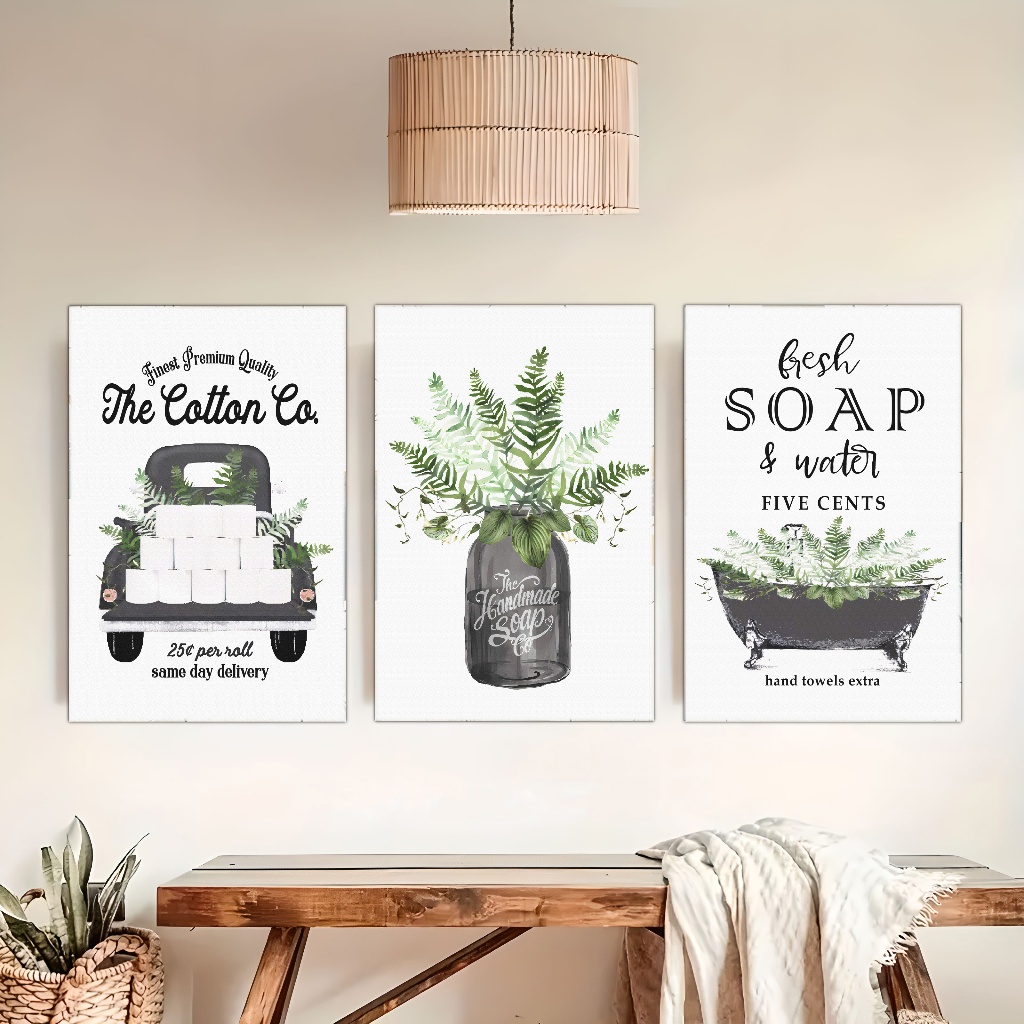 Finest Premium Quality
The Cotton Co.
25¢ per roll
same day delivery
The
Handmade
Soap
Co
fresh
SOAP
& water
FIVE CENTS
hand towels extra